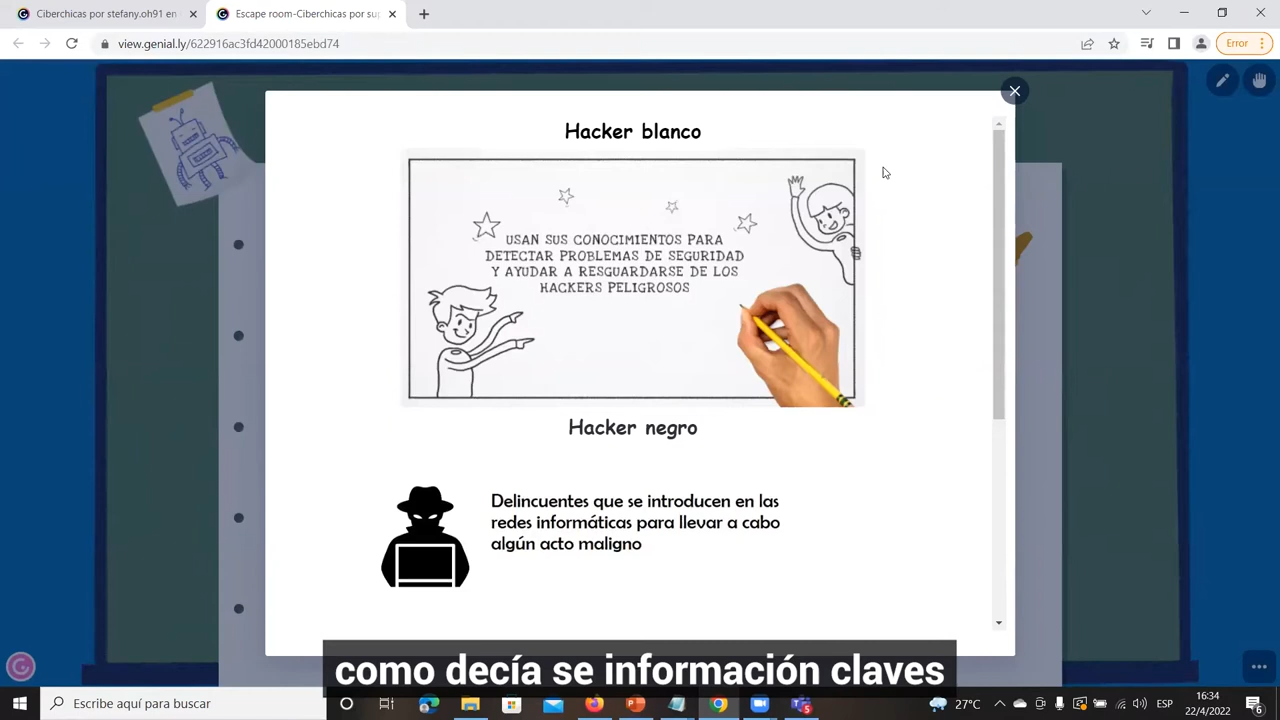 Ciberchicas por stefany.oh91 en
Escape room-Ciberchicas por sup
view.genial.ly/622916ac3fd42000185ebd74
Error
Hacker blanco
USAN SUS CONOCIMIENTOS PARA
DETECTAR PROBLEMAS DE SEGURIDAD
Y AYUDAR A RESGUARDARSE DE LOS
HACKERS PELIGROSOS
Hacker negro
Delincuentes que se introducen en las
redes informáticas para llevar a cabo
algún acto maligno
como decía se información claves
Escribe aquí para buscar
27°C
ESP
16:34
22/4/2022
6